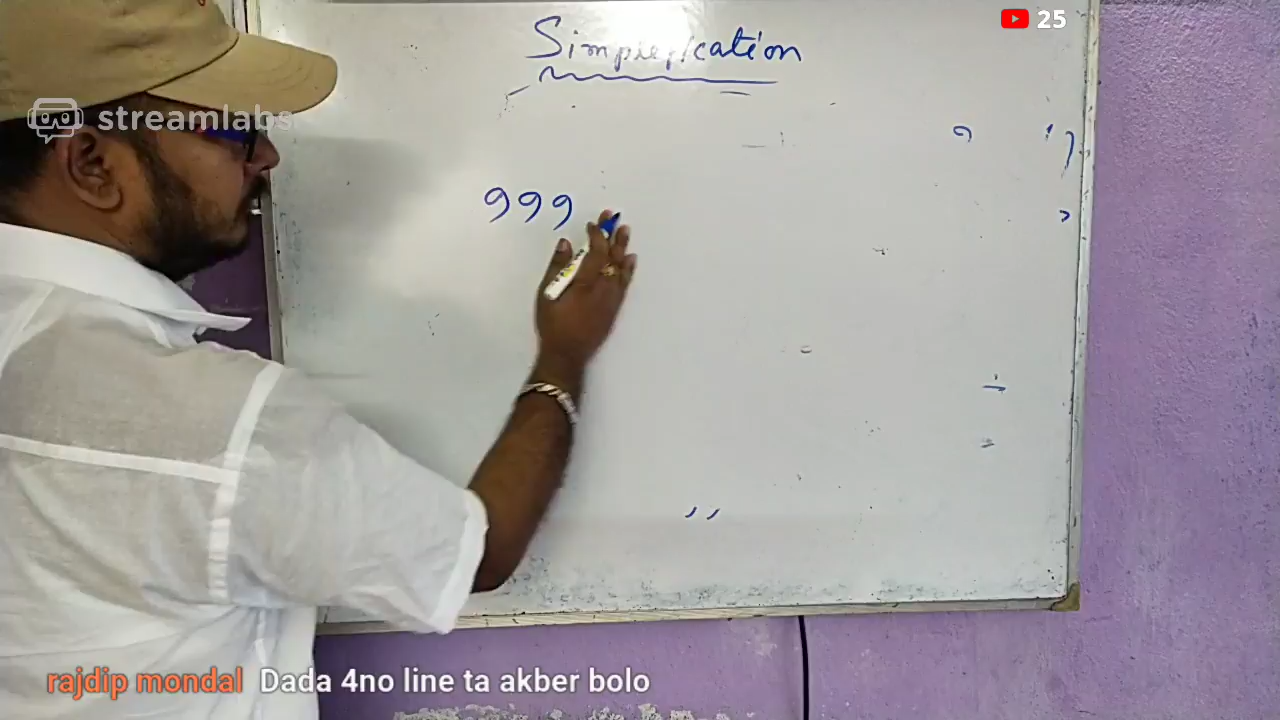 25
Simplification
streamlabs
999
rajdip mondal Dada 4no line ta akber bolo